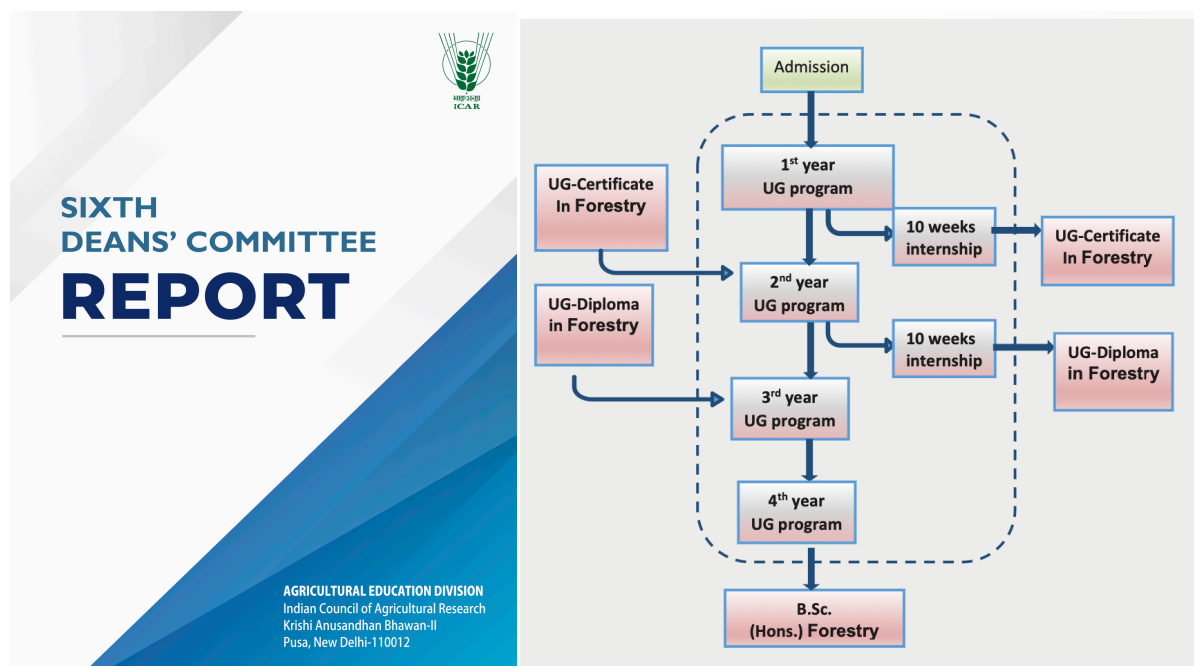 भाकृअनुप
ICAR
SIXTH
DEANS' COMMITTEE
REPORT
AGRICULTURAL EDUCATION DIVISION
Indian Council of Agricultural Research
Krishi Anusandhan Bhawan-II
Pusa, New Delhi-110012
Admission
1st year
UG program
UG-Certificate
In Forestry
10 weeks
internship
UG-Certificate
In Forestry
2nd year
UG program
UG-Diploma
in Forestry
10 weeks
internship
UG-Diploma
in Forestry
3rd year
UG program
4th year
UG program
B.Sc.
(Hons.) Forestry